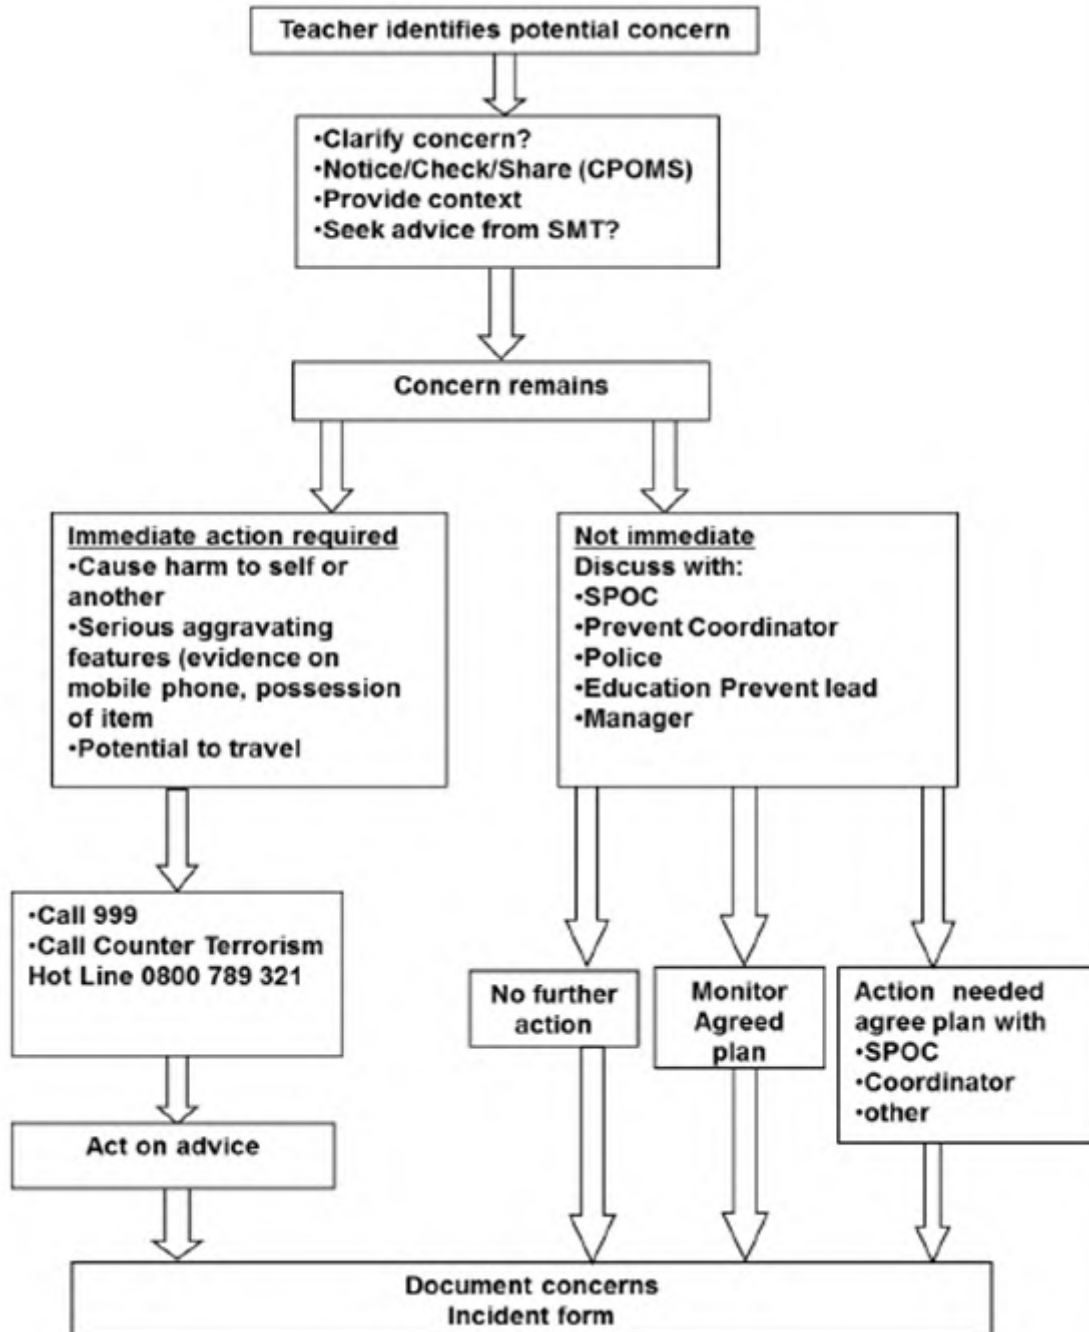 Teacher identifies potential concern
•Clarify concern?
•Notice/Check/Share (CPOMS)
•Provide context
•Seek advice from SMT?
Concern remains
Immediate action required
•Cause harm to self or
another
•Serious aggravating
features (evidence on
mobile phone, possession
of item
•Potential to travel
Not immediate
Discuss with:
•SPOC
•Prevent Coordinator
•Police
•Education Prevent lead
•Manager
•Call 999
•Call Counter Terrorism
Hot Line 0800 789 321
No further
action
Monitor
Agreed
plan
Action needed
agree plan with
•SPOC
•Coordinator
•other
Act on advice
Document concerns
Incident form